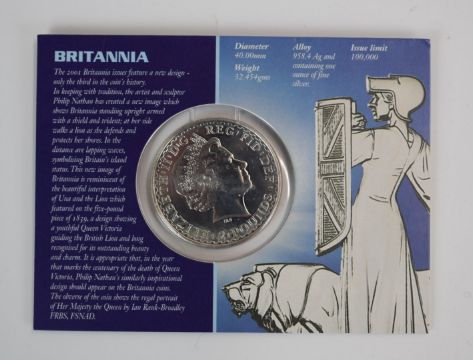 BRITANNIA
The 2001 Britannia issues feature a new design -
only the third in the coin's history.
In keeping with tradition, the artist and sculptor
Philip Nathan has created a new image which
shows Britannia standing upright armed
with a shield and trident; at her side
walks a lion as she defends and
protects her shores. In the
distance are lapping waves,
symbolising Britain's island
status. This new image of
Britannia is reminiscent of
the beautiful interpretation
of Una and the Lion which
featured on the five-pound
piece of 1839, a design showing
a youthful Queen Victoria
guiding the British Lion and long
recognised for its outstanding beauty
and charm. It is appropriate that, in the year
that marks the centenary of the death of Queen
Victoria, Philip Nathan's similarly inspirational
design should appear on the Britannia coins.
The obverse of the coin shows the regal portrait
of Her Majesty the Queen by Ian Rank-Broadley
FRBS, FSNAD.
Diameter
40.00mm
Weight
32.454gms
Alloy
958.4 Ag and
containing one
ounce of fine
silver.
Issue limit
100,000
REG·FID·DEF
2·POUNDS